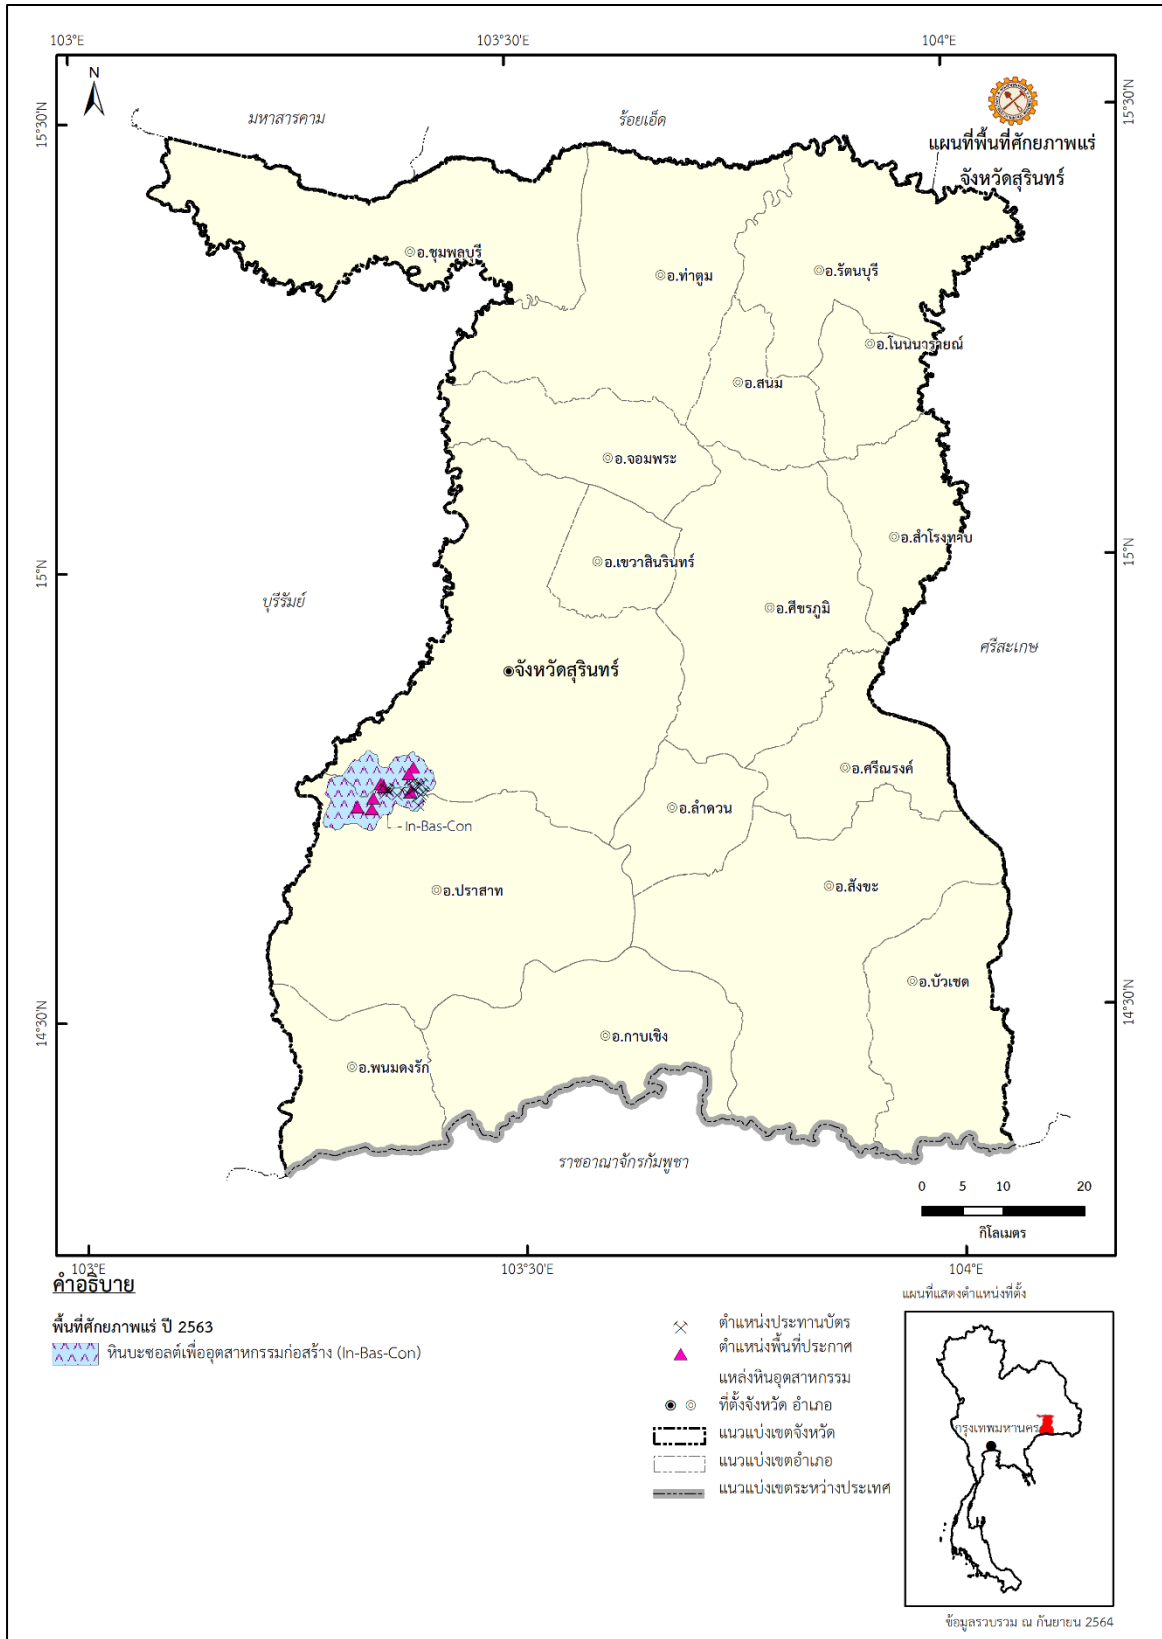 103°E 103°30'E 104°E
N
15°30'N
15°30'N
มหาสารคาม
ร้อยเอ็ด
แผนที่พื้นที่ศักยภาพแร่
จังหวัดสุรินทร์
อ.ชุมพลบุรี
อ.ท่าตูม
อ.รัตนบุรี
อ.โนนนารายณ์
อ.สนม
อ.จอมพระ
อ.สำโรงทาบ
15°N
15°N
อ.เขวาสินรินทร์
บุรีรัมย์
อ.ศีขรภูมิ
ศรีสะเกษ
จังหวัดสุรินทร์
อ.ศรีณรงค์
อ.ลำดวน
In-Bas-Con
อ.ปราสาท
อ.สังขะ
อ.บัวเชด
14°30'N
14°30'N
อ.กาบเชิง
อ.พนมดงรัก
ราชอาณาจักรกัมพูชา
0 5 10 20
กิโลเมตร
103°E 103°30'E 104°E
คำอธิบาย
พื้นที่ศักยภาพแร่ ปี 2563
หินบะซอลต์เพื่ออุตสาหกรรมก่อสร้าง (In-Bas-Con)
ตำแหน่งประทานบัตร
ตำแหน่งพื้นที่ประกาศ
แหล่งหินอุตสาหกรรม
ที่ตั้งจังหวัด อำเภอ
แนวแบ่งเขตจังหวัด
แนวแบ่งเขตอำเภอ
แนวแบ่งเขตระหว่างประเทศ
แผนที่แสดงตำแหน่งที่ตั้ง
กรุงเทพมหานคร
ข้อมูลรวบรวม ณ กันยายน 2564